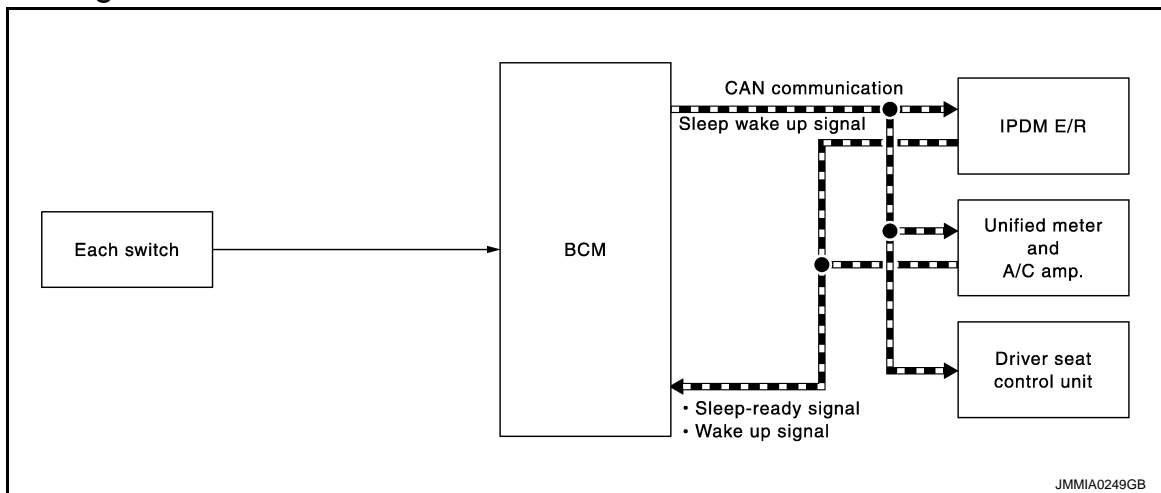 CAN communication
Sleep wake up signal
IPDM E/R
Each switch
BCM
Unified meter
and
A/C amp.
Driver seat
control unit
• Sleep-ready signal
• Wake up signal
JMMIA0249GB